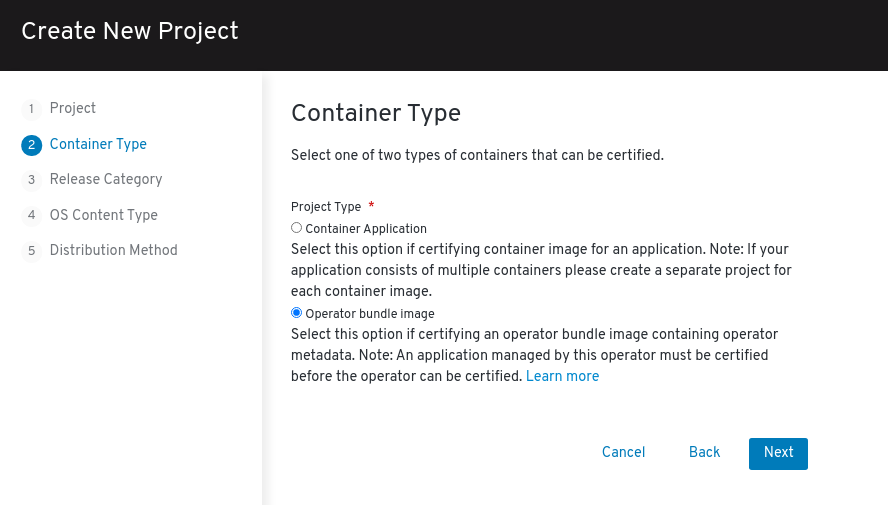 Create New Project
1 Project
2 Container Type
3 Release Category
4 OS Content Type
5 Distribution Method
Container Type
Select one of two types of containers that can be certified.
Project Type *
Container Application
Select this option if certifying container image for an application. Note: If your
application consists of multiple containers please create a separate project for
each container image.
Operator bundle image
Select this option if certifying an operator bundle image containing operator
metadata. Note: An application managed by this operator must be certified
before the operator can be certified. Learn more
Cancel Back Next